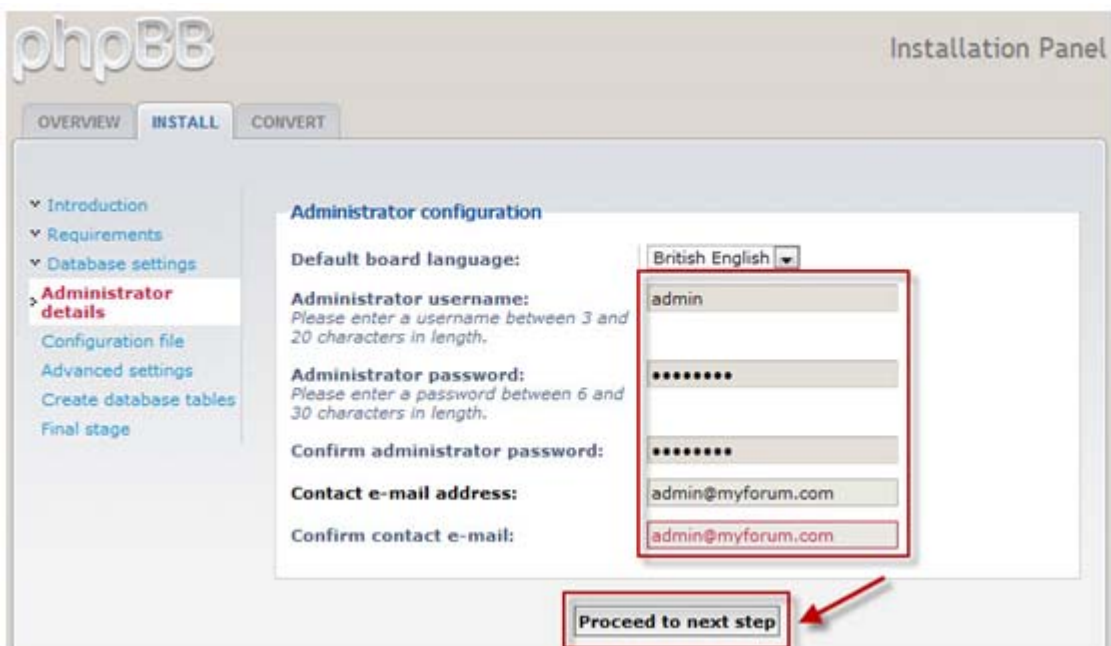 phpBB
Installation Panel
OVERVIEW
INSTALL
CONVERT
Introduction
Requirements
Database settings
Administrator
details
Configuration file
Advanced settings
Create database tables
Final stage
Administrator configuration
Default board language:
British English
Administrator username:
Please enter a username between 3 and
20 characters in length.
admin
Administrator password:
Please enter a password between 6 and
30 characters in length.
••••••••
Confirm administrator password:
••••••••
Contact e-mail address:
admin@myforum.com
Confirm contact e-mail:
admin@myforum.com
Proceed to next step